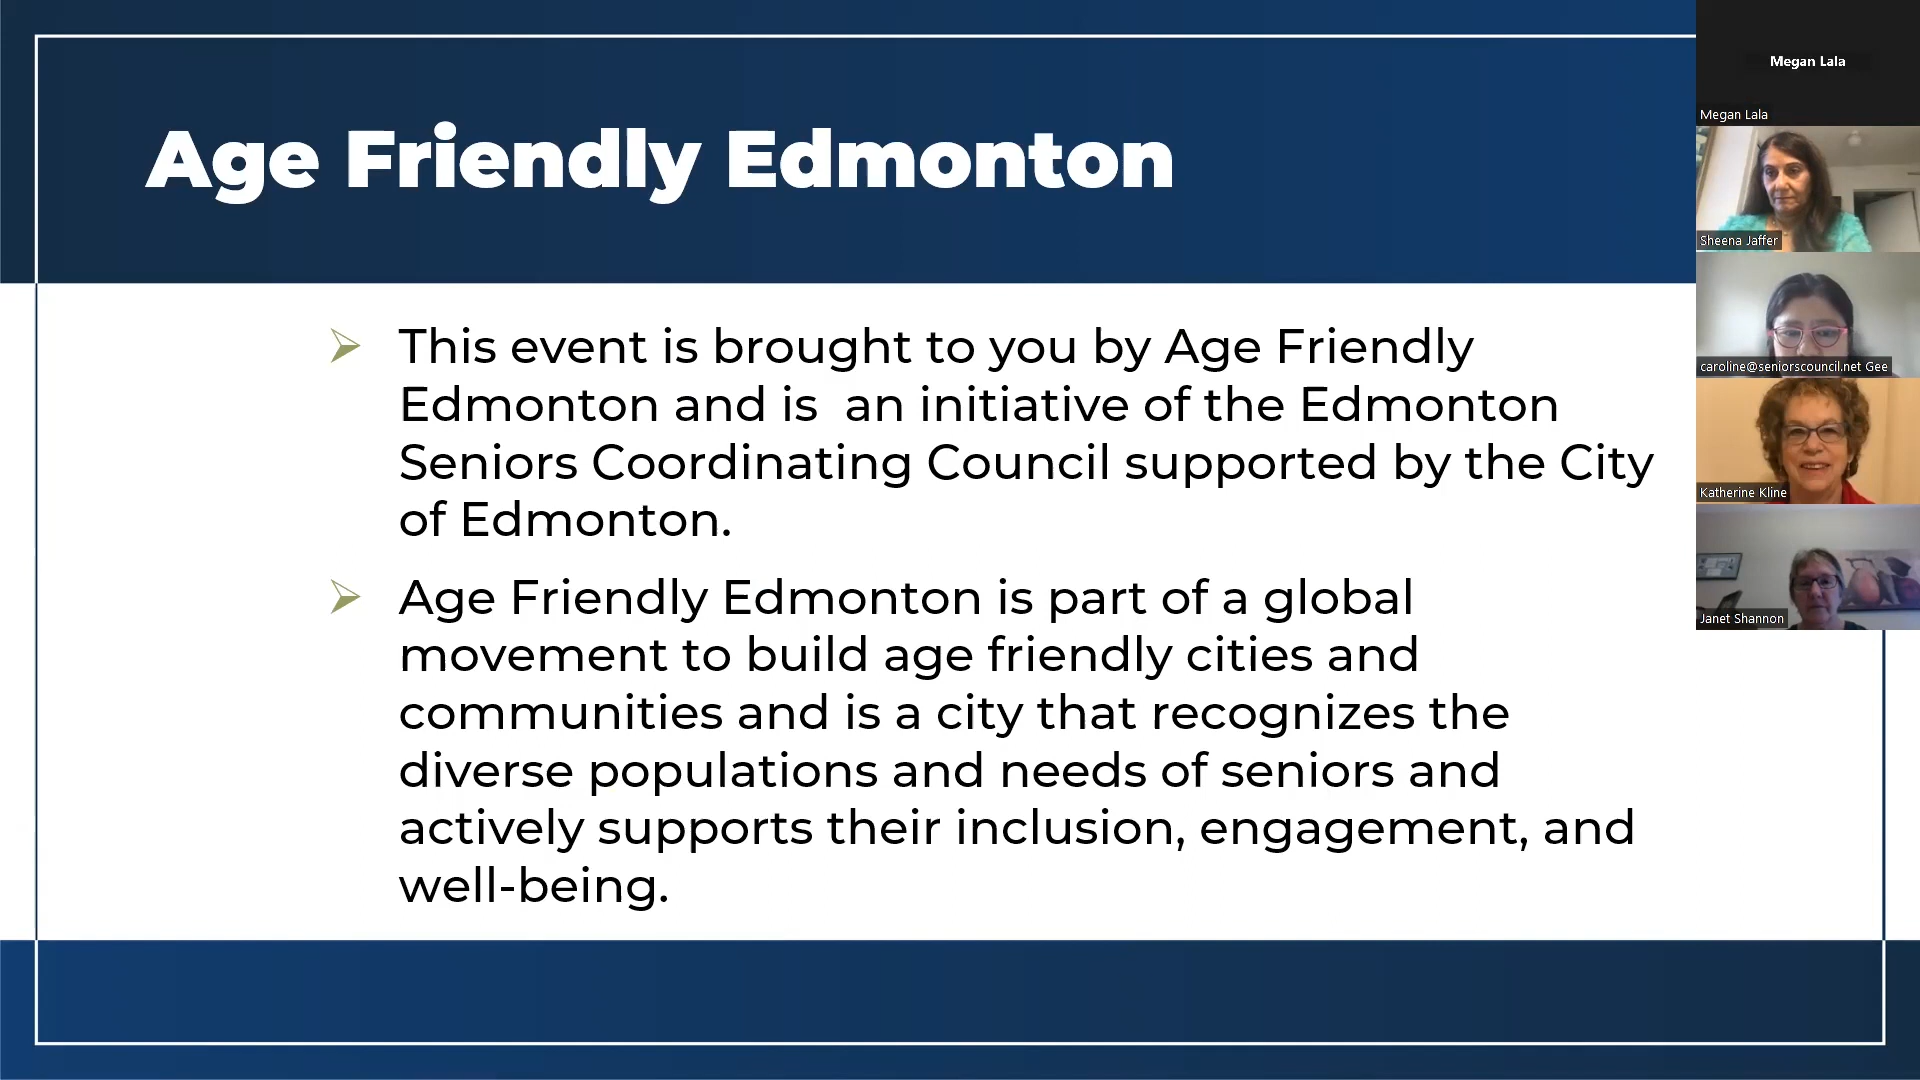 Age Friendly Edmonton
This event is brought to you by Age Friendly
Edmonton and is  an initiative of the Edmonton
Seniors Coordinating Council supported by the City
of Edmonton.
Age Friendly Edmonton is part of a global
movement to build age friendly cities and
communities and is a city that recognizes the
diverse populations and needs of seniors and
actively supports their inclusion, engagement, and
well-being.
Megan Lala
Megan Lala
Sheena Jaffer
caroline@seniorscouncil.net Gee
Katherine Kline
Janet Shannon